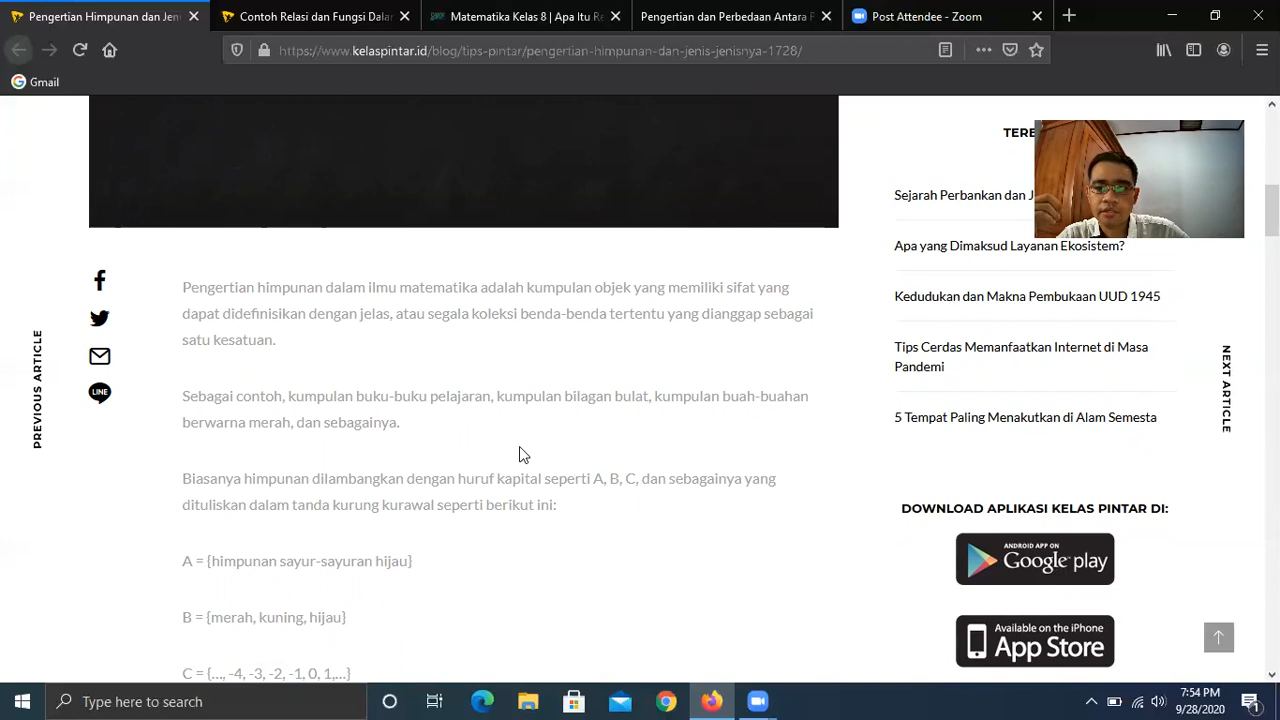 Pengertian Himpunan dan Jen
Contoh Relasi dan Fungsi Dalar
Matematika Kelas 8 | Apa Itu Re
Pengertian dan Perbedaan Antara F
Post Attendee - Zoom
https://www.kelaspintar.id/blog/tips-pintar/pengertian-himpunan-dan-jenis-jenisnya-1728/
Gmail
PREVIOUS ARTICLE
LINE
Pengertian himpunan dalam ilmu matematika adalah kumpulan objek yang memiliki sifat yang
dapat didefinisikan dengan jelas, atau segala koleksi benda-benda tertentu yang dianggap sebagai
satu kesatuan.
Sebagai contoh, kumpulan buku-buku pelajaran, kumpulan bilagan bulat, kumpulan buah-buahan
berwarna merah, dan sebagainya.
Biasanya himpunan dilambangkan dengan huruf kapital seperti A, B, C, dan sebagainya yang
dituliskan dalam tanda kurung kurawal seperti berikut ini:
A = {himpunan sayur-sayuran hijau}
B = {merah, kuning, hijau}
C = {..., -4, -3, -2, -1, 0, 1,...}
TERE
Sejarah Perbankan dan J
Apa yang Dimaksud Layanan Ekosistem?
Kedudukan dan Makna Pembukaan UUD 1945
Tips Cerdas Memanfaatkan Internet di Masa
Pandemi
5 Tempat Paling Menakutkan di Alam Semesta
NEXT ARTICLE
DOWNLOAD APLIKASI KELAS PINTAR DI:
ANDROID APP ON
Google play
Available on the iPhone
App Store
Type here to search
7:54 PM
9/28/2020
1